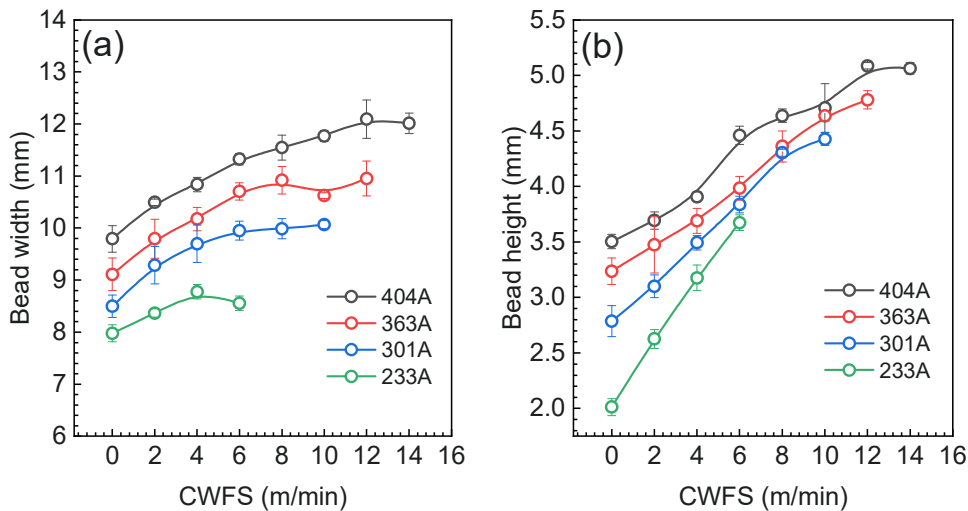 (a)
Bead width (mm)
14
13
12
11
10
9
8
7
6
404A
363A
301A
233A
0 2 4 6 8 10 12 14 16
CWFS (m/min)
(b)
Bead height (mm)
5.5
5.0
4.5
4.0
3.5
3.0
2.5
2.0
404A
363A
301A
233A
0 2 4 6 8 10 12 14 16
CWFS (m/min)